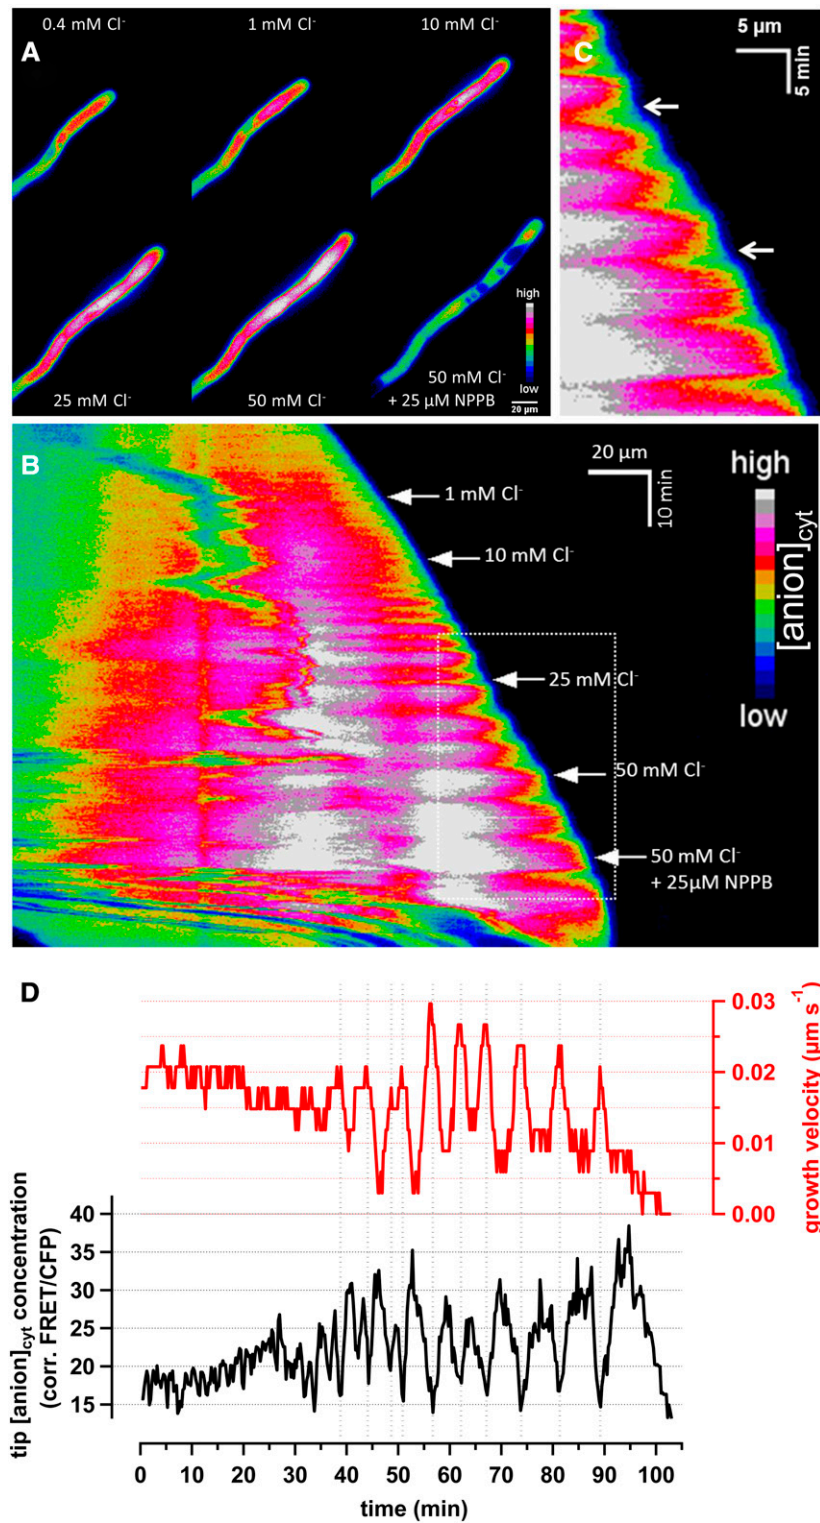 A
0.4 mM Cl⁻
1 mM Cl⁻
10 mM Cl⁻
25 mM Cl⁻
50 mM Cl⁻
50 mM Cl⁻
+ 25 µM NPPB
high
low
20 µm
C
5 µm
5 min
B
20 µm
10 min
1 mM Cl⁻
10 mM Cl⁻
25 mM Cl⁻
50 mM Cl⁻
50 mM Cl⁻
+ 25µM NPPB
high
[anion]cyt
low
D
0.03
0.02
0.01
0.00
growth velocity (µm s⁻¹)
40
35
30
25
20
15
tip [anion]cyt concentration
(corr. FRET/CFP)
0 10 20 30 40 50 60 70 80 90 100
time (min)